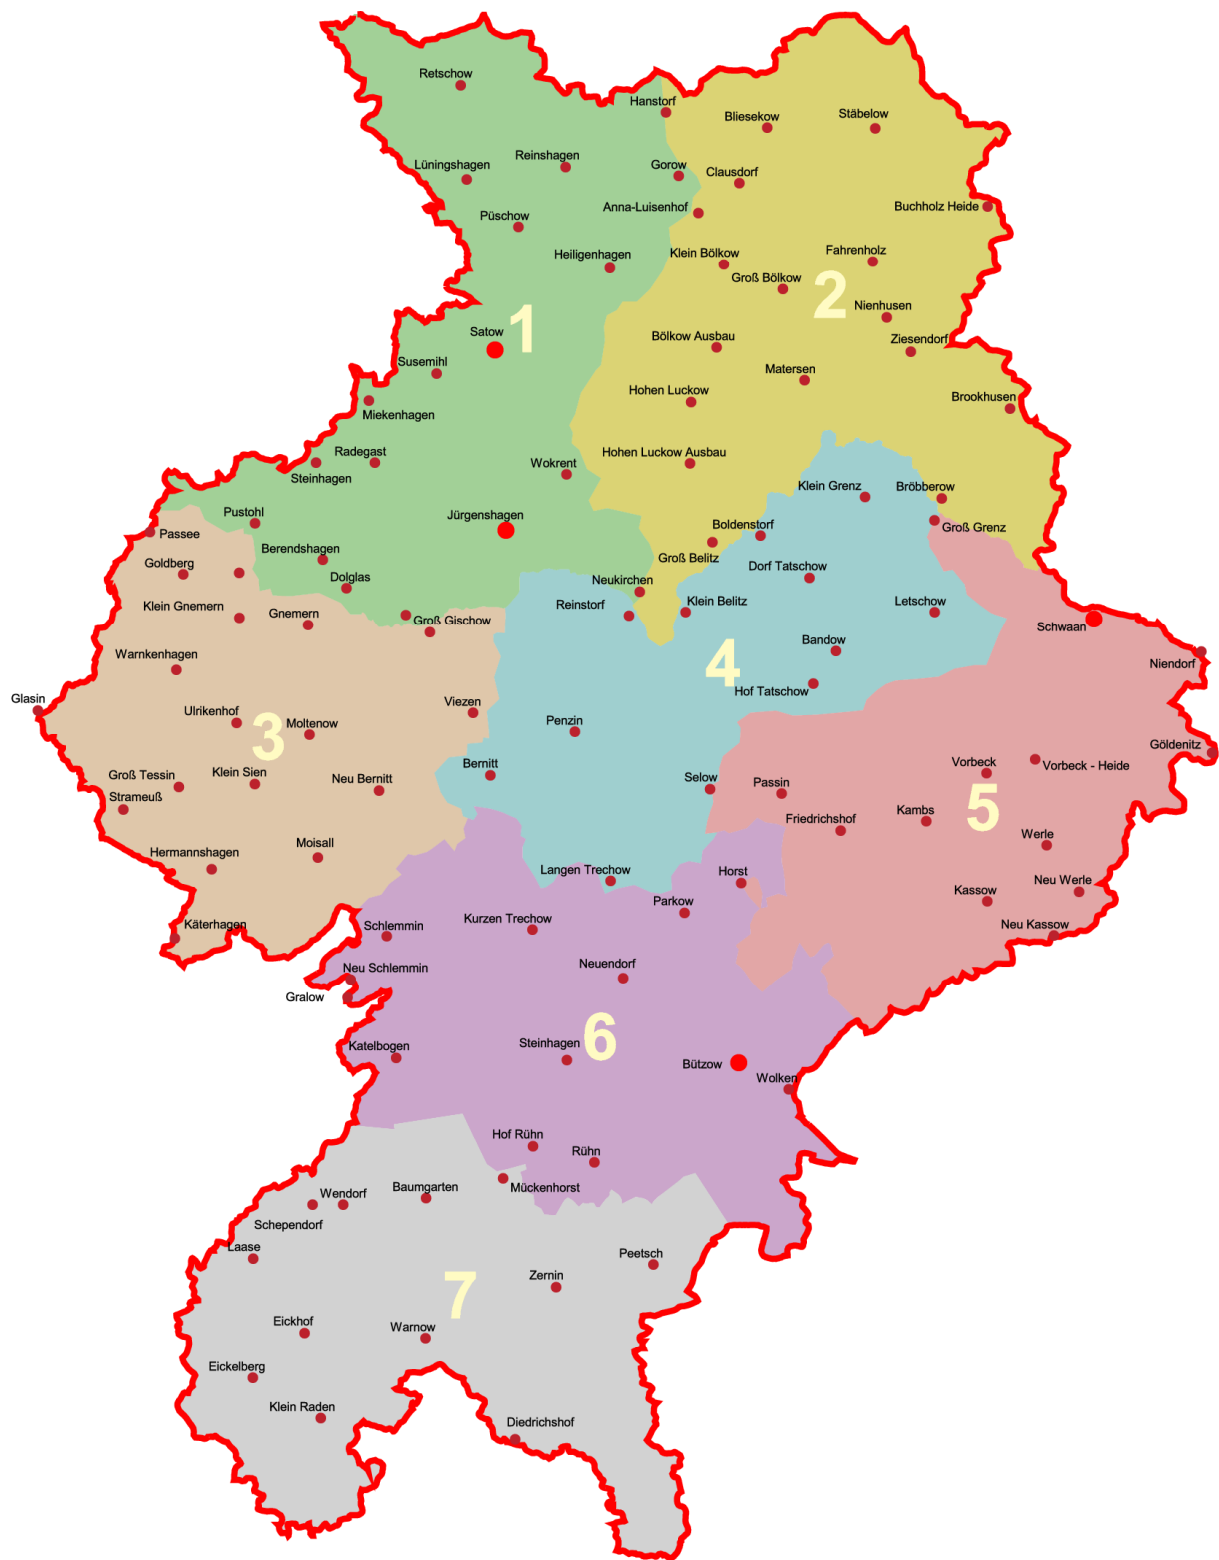 Retschow
Hanstorf
Bliesekow
Stäbelow
Reinshagen
Lüningshagen
Gorow
Clausdorf
Püschow
Anna-Luisenhof
Buchholz Heide
Heiligenhagen
Klein Bölkow
Fahrenholz
Groß Bölkow
2
Nienhusen
1
Satow
Bölkow Ausbau
Ziesendorf
Susemihl
Matersen
Hohen Luckow
Brookhusen
Miekenhagen
Radegast
Hohen Luckow Ausbau
Wokrent
Steinhagen
Klein Grenz
Bröbberow
Pustohl
Jürgenshagen
Boldenstorf
Groß Grenz
Passee
Berendshagen
Groß Belitz
Goldberg
Dolglas
Neukirchen
Dorf Tatschow
Klein Gnemern
Gnemern
Groß Gischow
Reinstorf
Klein Belitz
Letschow
Schwaan
Warnkenhagen
Bandow
4
Niendorf
Glasin
Hof Tatschow
Ulrikenhof
Moltenow
Viezen
3
Penzin
Göldenitz
Groß Tessin
Klein Sien
Neu Bernitt
Bernitt
Selow
Passin
Vorbeck
Vorbeck - Heide
Strameuß
Friedrichshof
Kambs
5
Werle
Hermannshagen
Moisall
Langen Trechow
Horst
Kassow
Neu Werle
Parkow
Käterhagen
Schlemmin
Kurzen Trechow
Neu Kassow
Neu Schlemmin
Neuendorf
Gralow
6
Katelbogen
Steinhagen
Bützow
Wolken
Hof Rühn
Rühn
Wendorf
Baumgarten
Mückenhorst
Schependorf
Laase
Peetsch
Zernin
7
Eickhof
Warnow
Eickelberg
Klein Raden
Diedrichshof